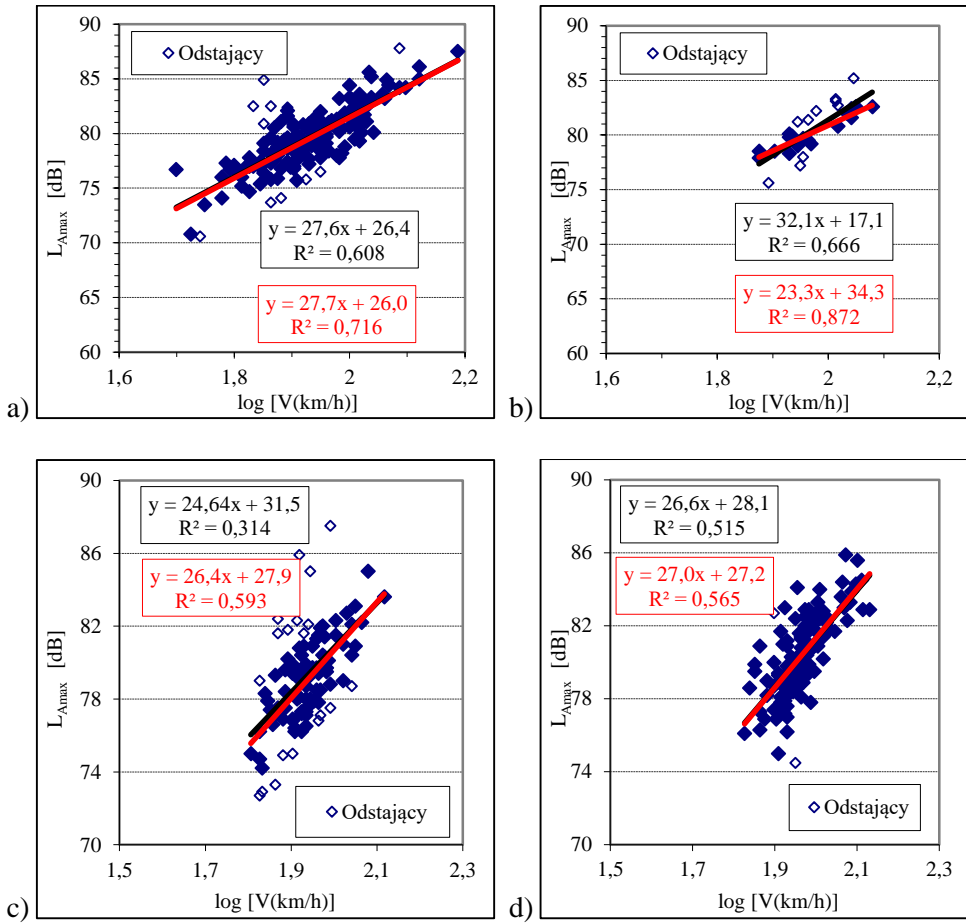 90
85
80
75
70
65
60
L_Amax [dB]
Odstający
y = 27,6x + 26,4
R² = 0,608
y = 27,7x + 26,0
R² = 0,716
1,6 1,8 2 2,2
log [V(km/h)]
a)
90
85
80
75
70
65
60
L_Amax [dB]
Odstający
y = 32,1x + 17,1
R² = 0,666
y = 23,3x + 34,3
R² = 0,872
1,6 1,8 2 2,2
log [V(km/h)]
b)
90
86
82
78
74
70
L_Amax [dB]
y = 24,64x + 31,5
R² = 0,314
y = 26,4x + 27,9
R² = 0,593
Odstający
1,5 1,7 1,9 2,1 2,3
log [V(km/h)]
c)
90
86
82
78
74
70
L_Amax [dB]
y = 26,6x + 28,1
R² = 0,515
y = 27,0x + 27,2
R² = 0,565
Odstający
1,5 1,7 1,9 2,1 2,3
log [V(km/h)]
d)